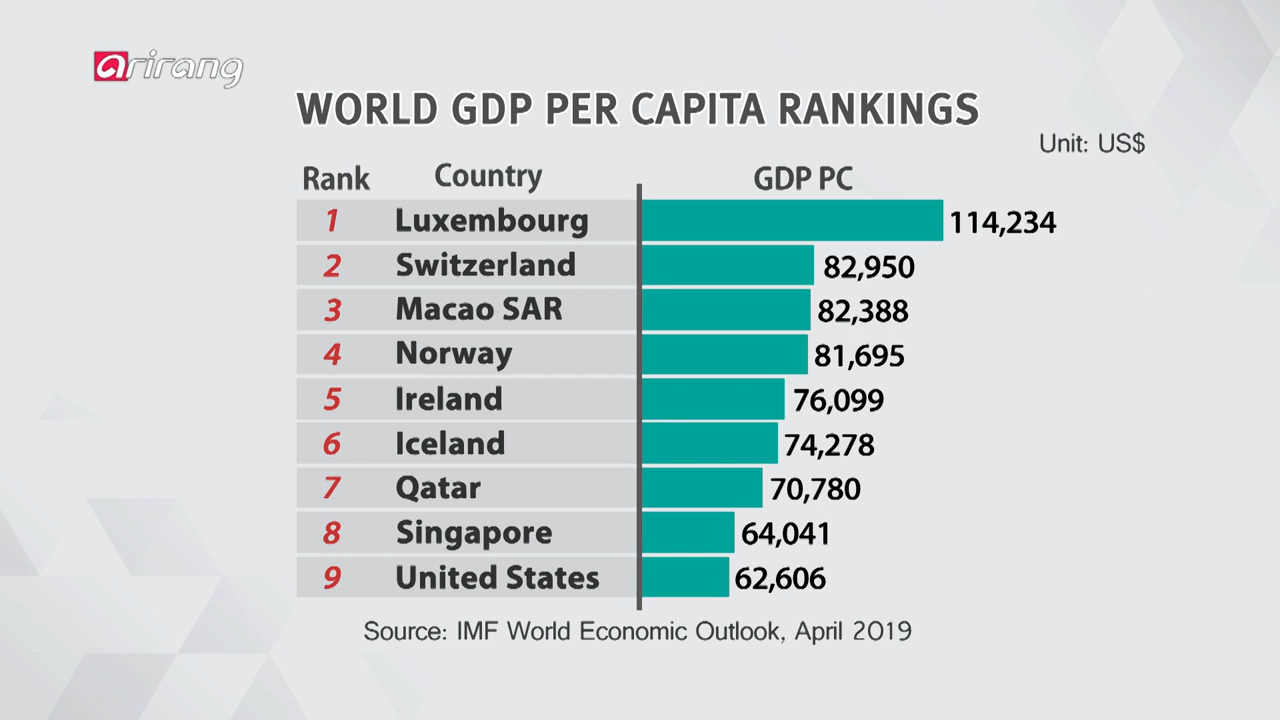 arirang
WORLD GDP PER CAPITA RANKINGS
Unit: US$
Rank Country GDP PC
1 Luxembourg 114,234
2 Switzerland 82,950
3 Macao SAR 82,388
4 Norway 81,695
5 Ireland 76,099
6 Iceland 74,278
7 Qatar 70,780
8 Singapore 64,041
9 United States 62,606
Source: IMF World Economic Outlook, April 2019